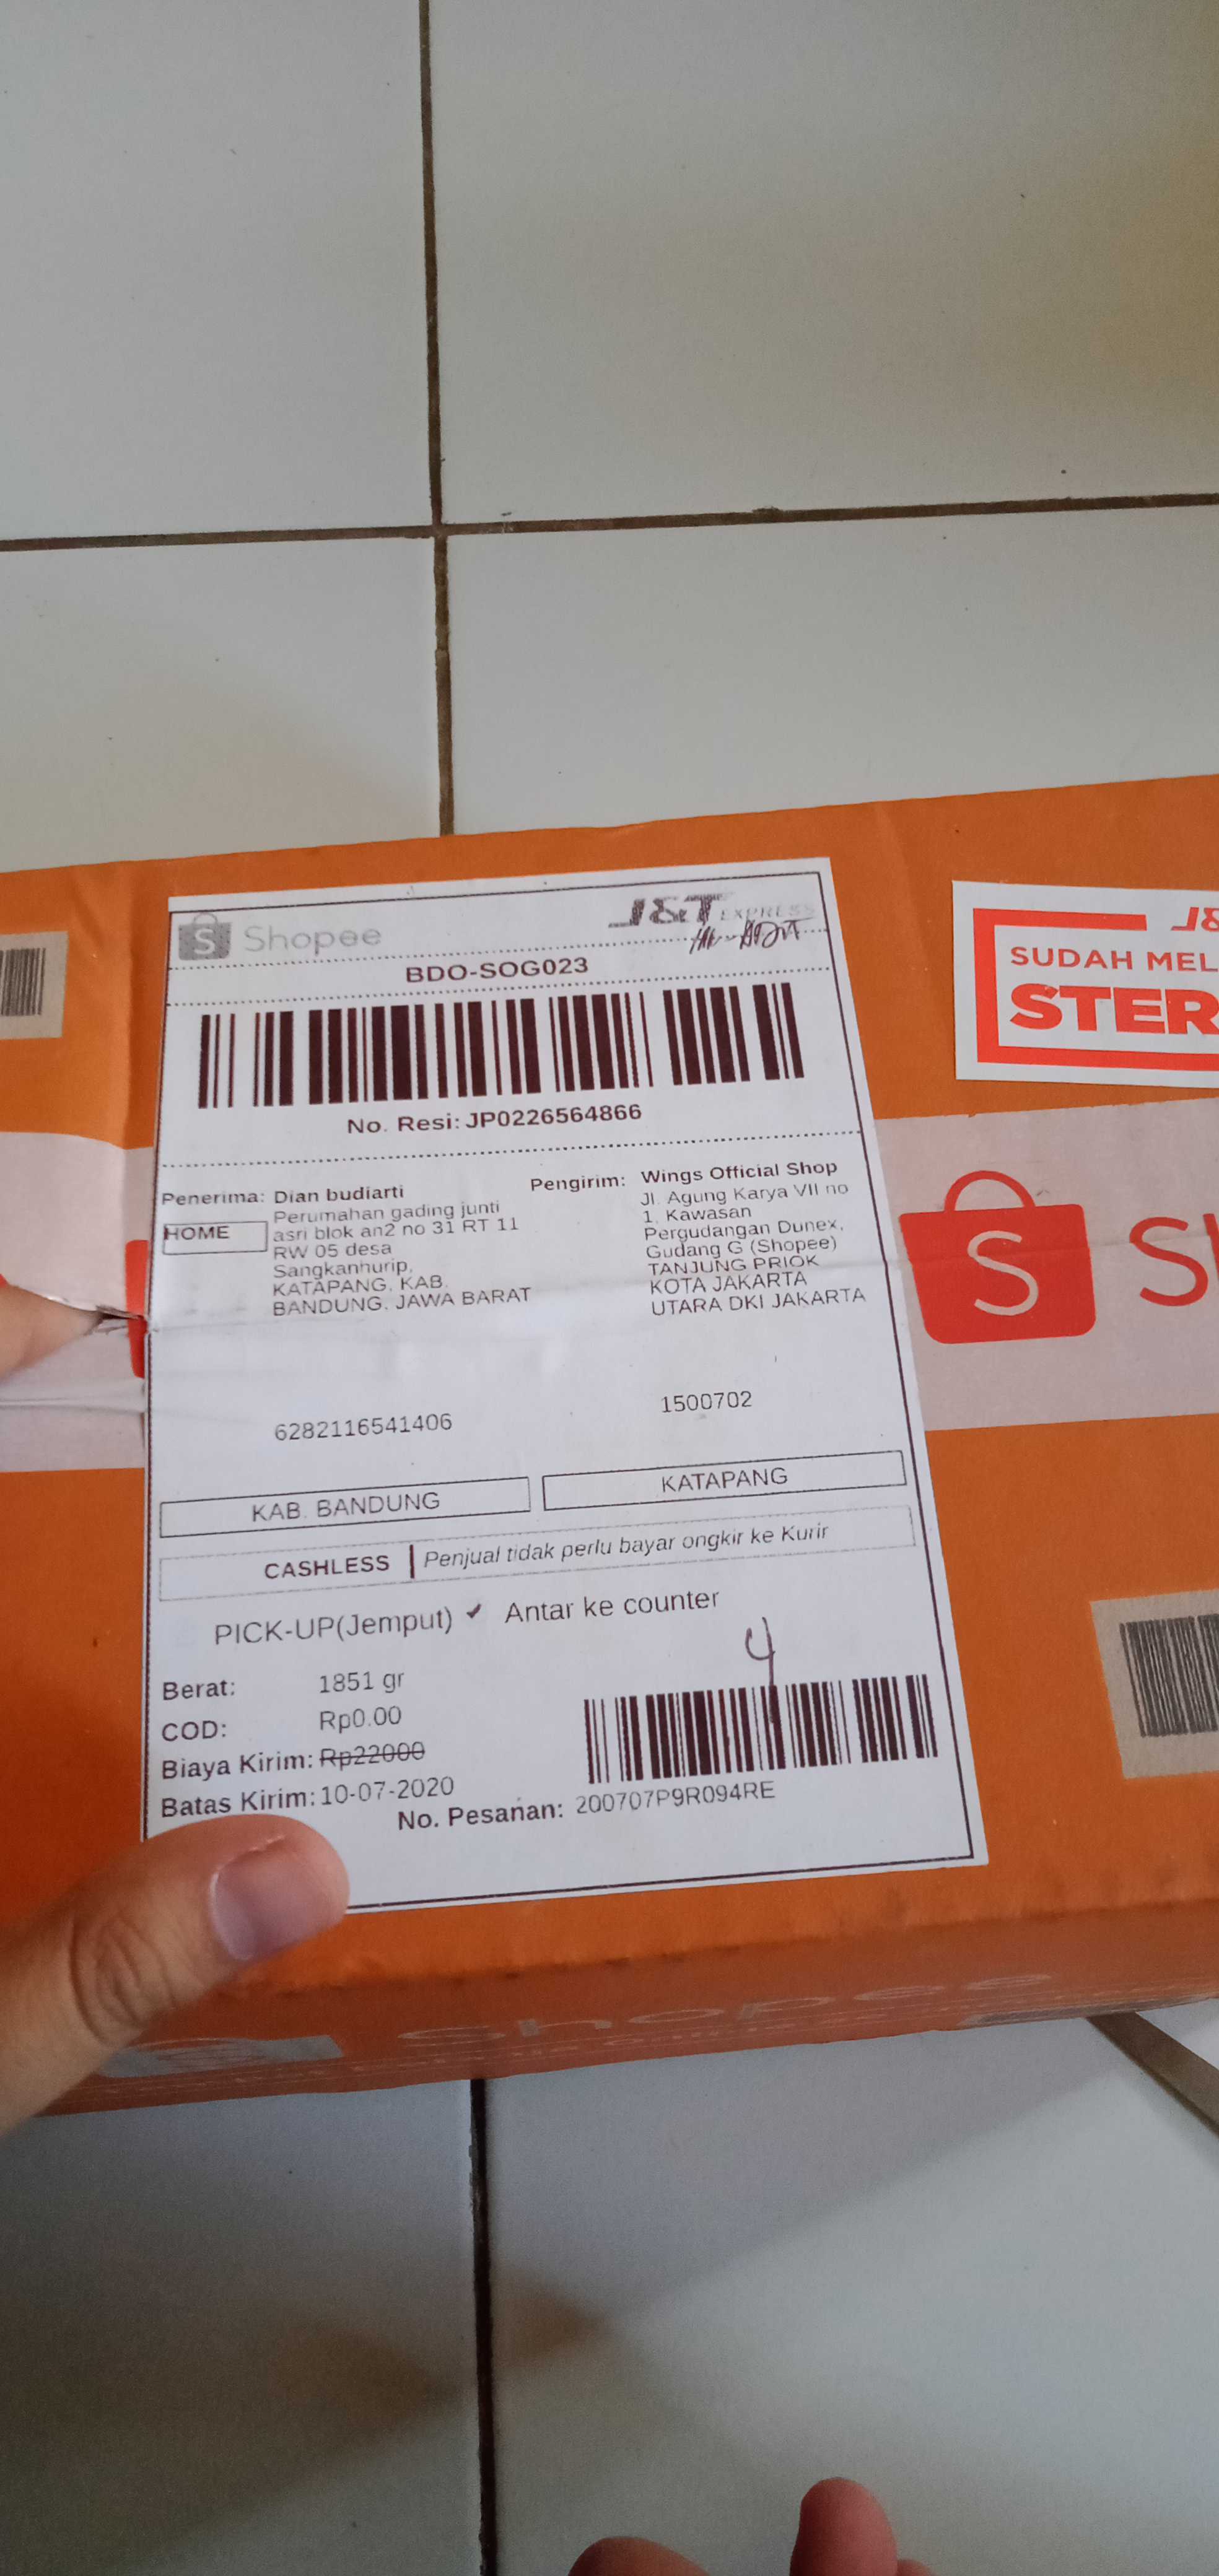 Shopee
J&T EXPRESS
BDO-SOG023
No. Resi: JP0226564866
Penerima: Dian budiarti
HOME
Perumahan gading junti
asri blok an2 no 31 RT 11
RW 05 desa
Sangkanhurip,
KATAPANG, KAB.
BANDUNG, JAWA BARAT
6282116541406
Pengirim: Wings Official Shop
Jl. Agung Karya VII no
1, Kawasan
Pergudangan Dunex,
Gudang G (Shopee)
TANJUNG PRIOK
KOTA JAKARTA
UTARA DKI JAKARTA
1500702
KAB. BANDUNG
KATAPANG
CASHLESS
Penjual tidak perlu bayar ongkir ke Kurir
PICK-UP(Jemput) ✓ Antar ke counter
4
Berat: 1851 gr
COD: Rp0.00
Biaya Kirim: Rp22000
Batas Kirim: 10-07-2020
No. Pesanan: 200707P9R094RE
J&
SUDAH MEL
STER
S
Sh
Shopee